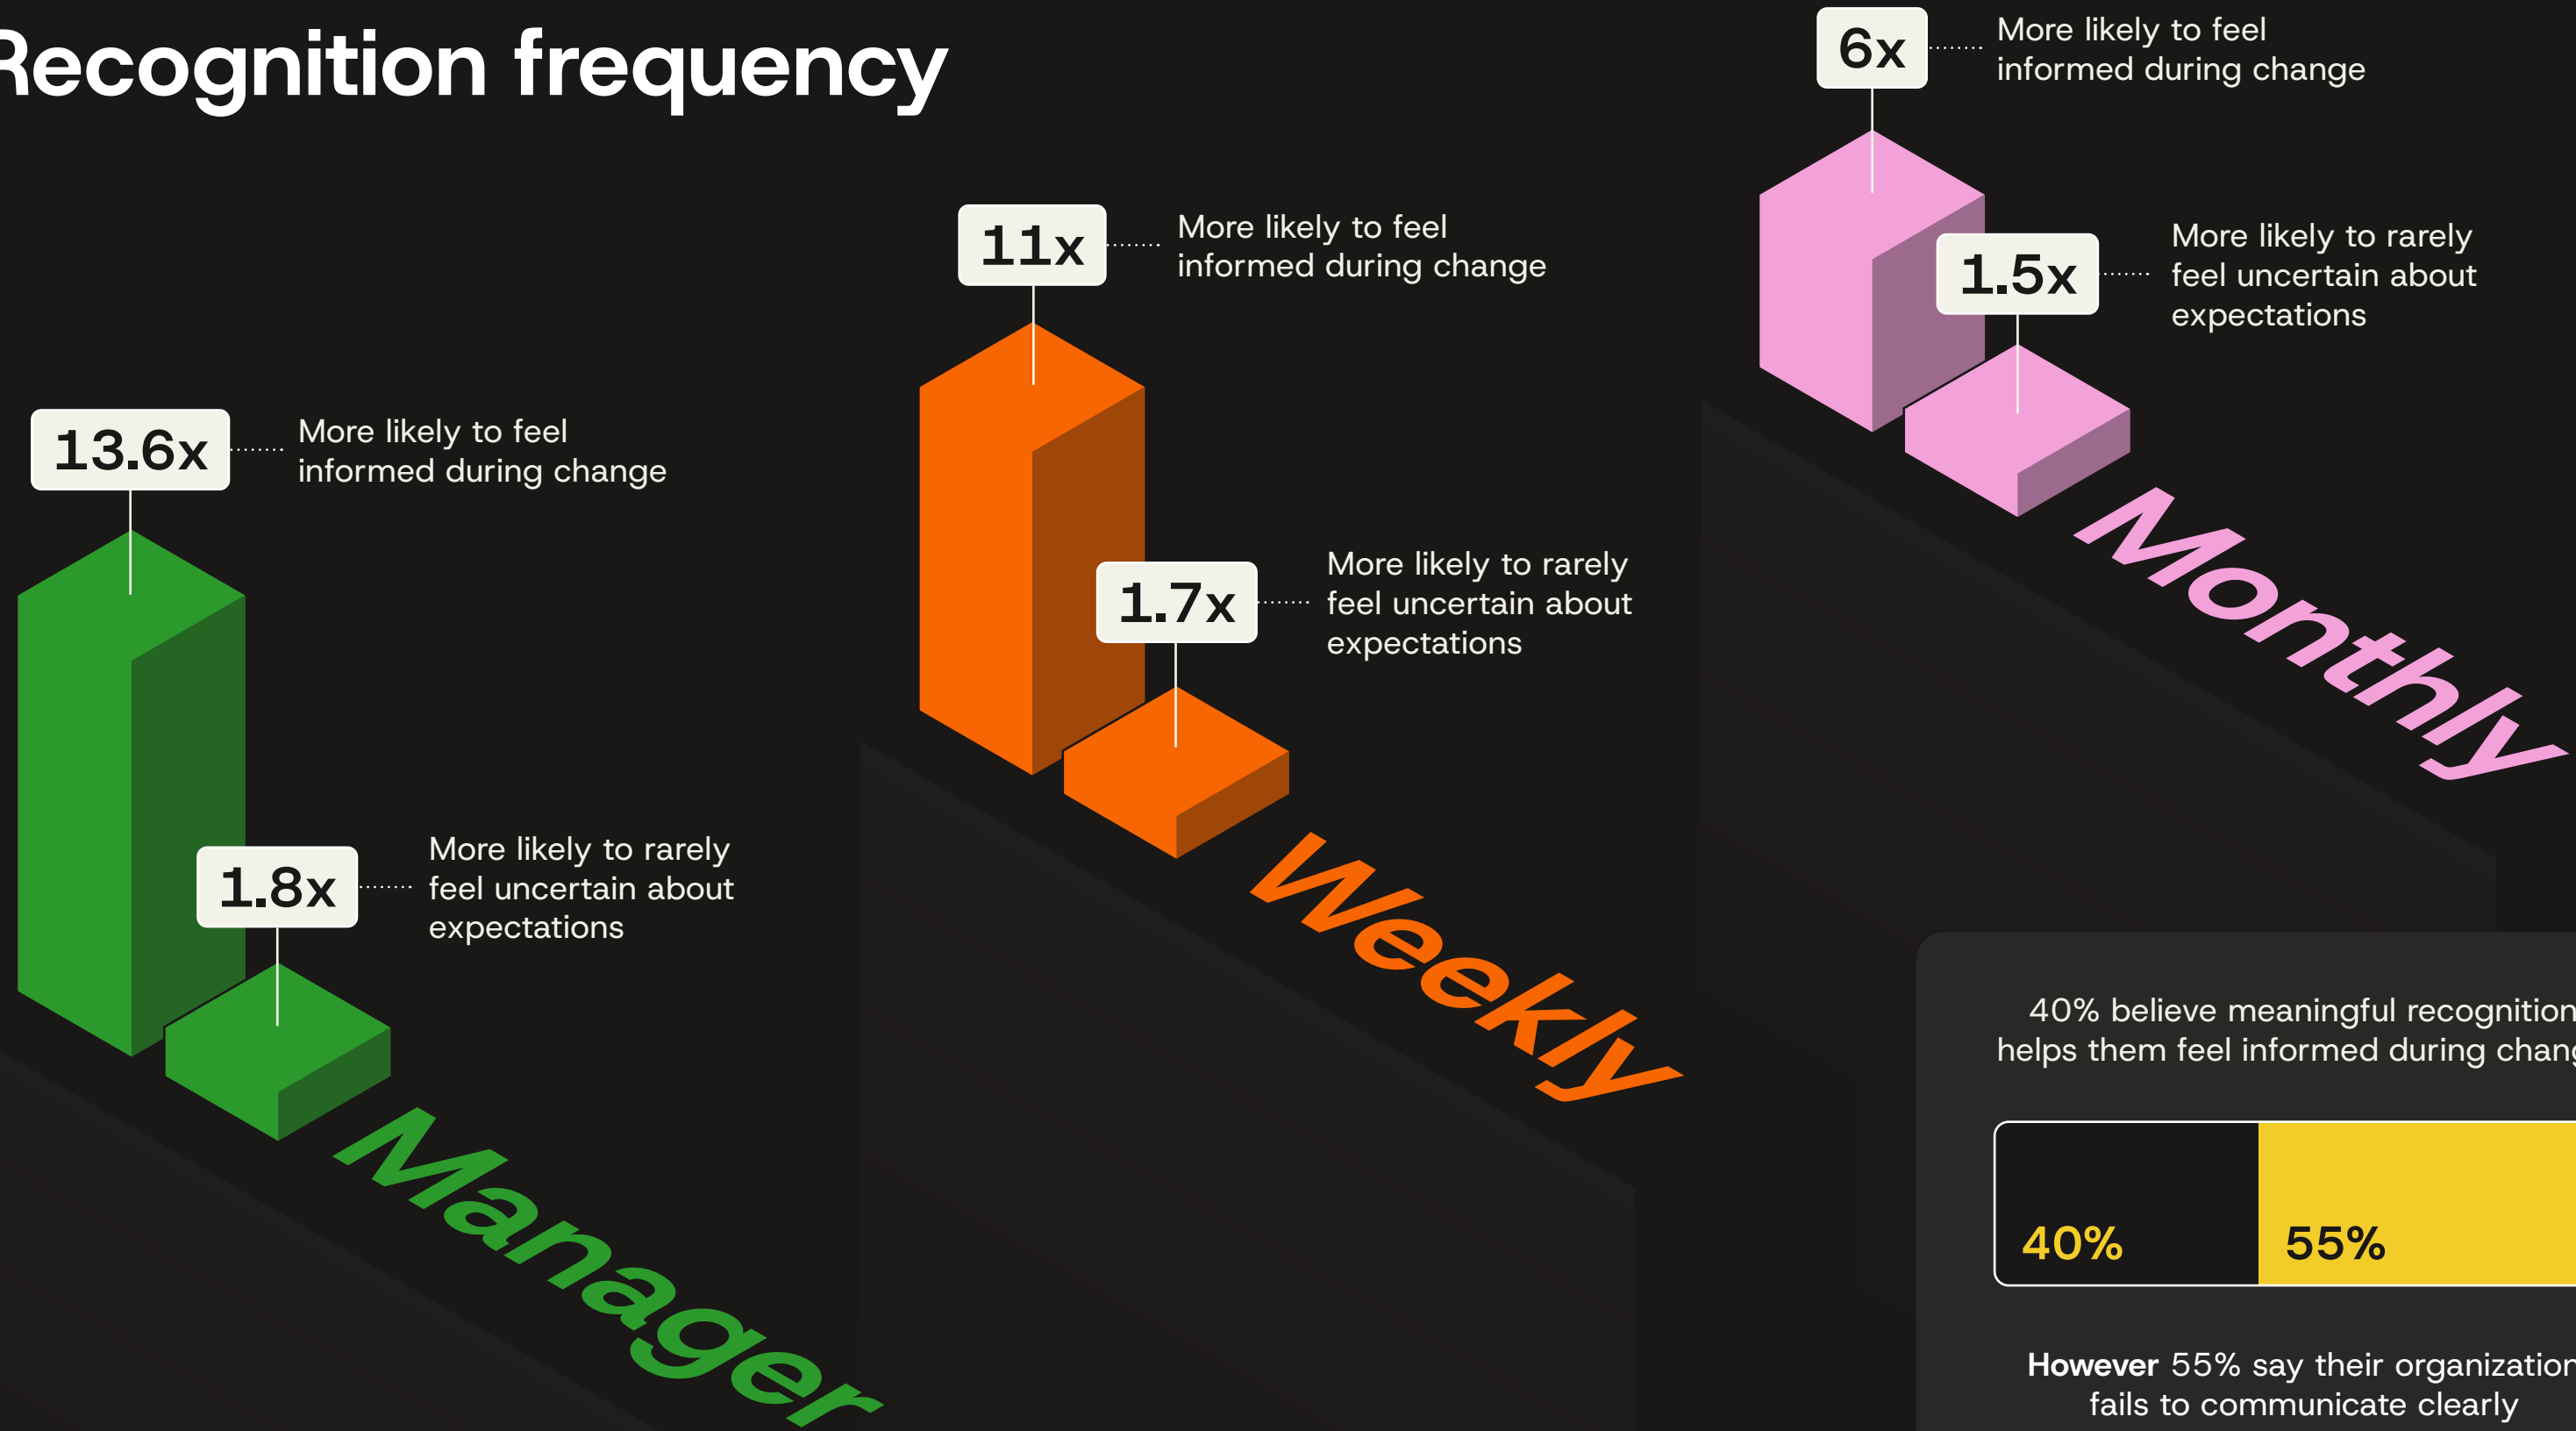 Recognition frequency
13.6x
More likely to feel
informed during change
1.8x
More likely to rarely
feel uncertain about
expectations
Manager
11x
More likely to feel
informed during change
1.7x
More likely to rarely
feel uncertain about
expectations
Weekly
6x
More likely to feel
informed during change
1.5x
More likely to rarely
feel uncertain about
expectations
Monthly
40% believe meaningful recognition
helps them feel informed during chang
40%
55%
However 55% say their organization
fails to communicate clearly